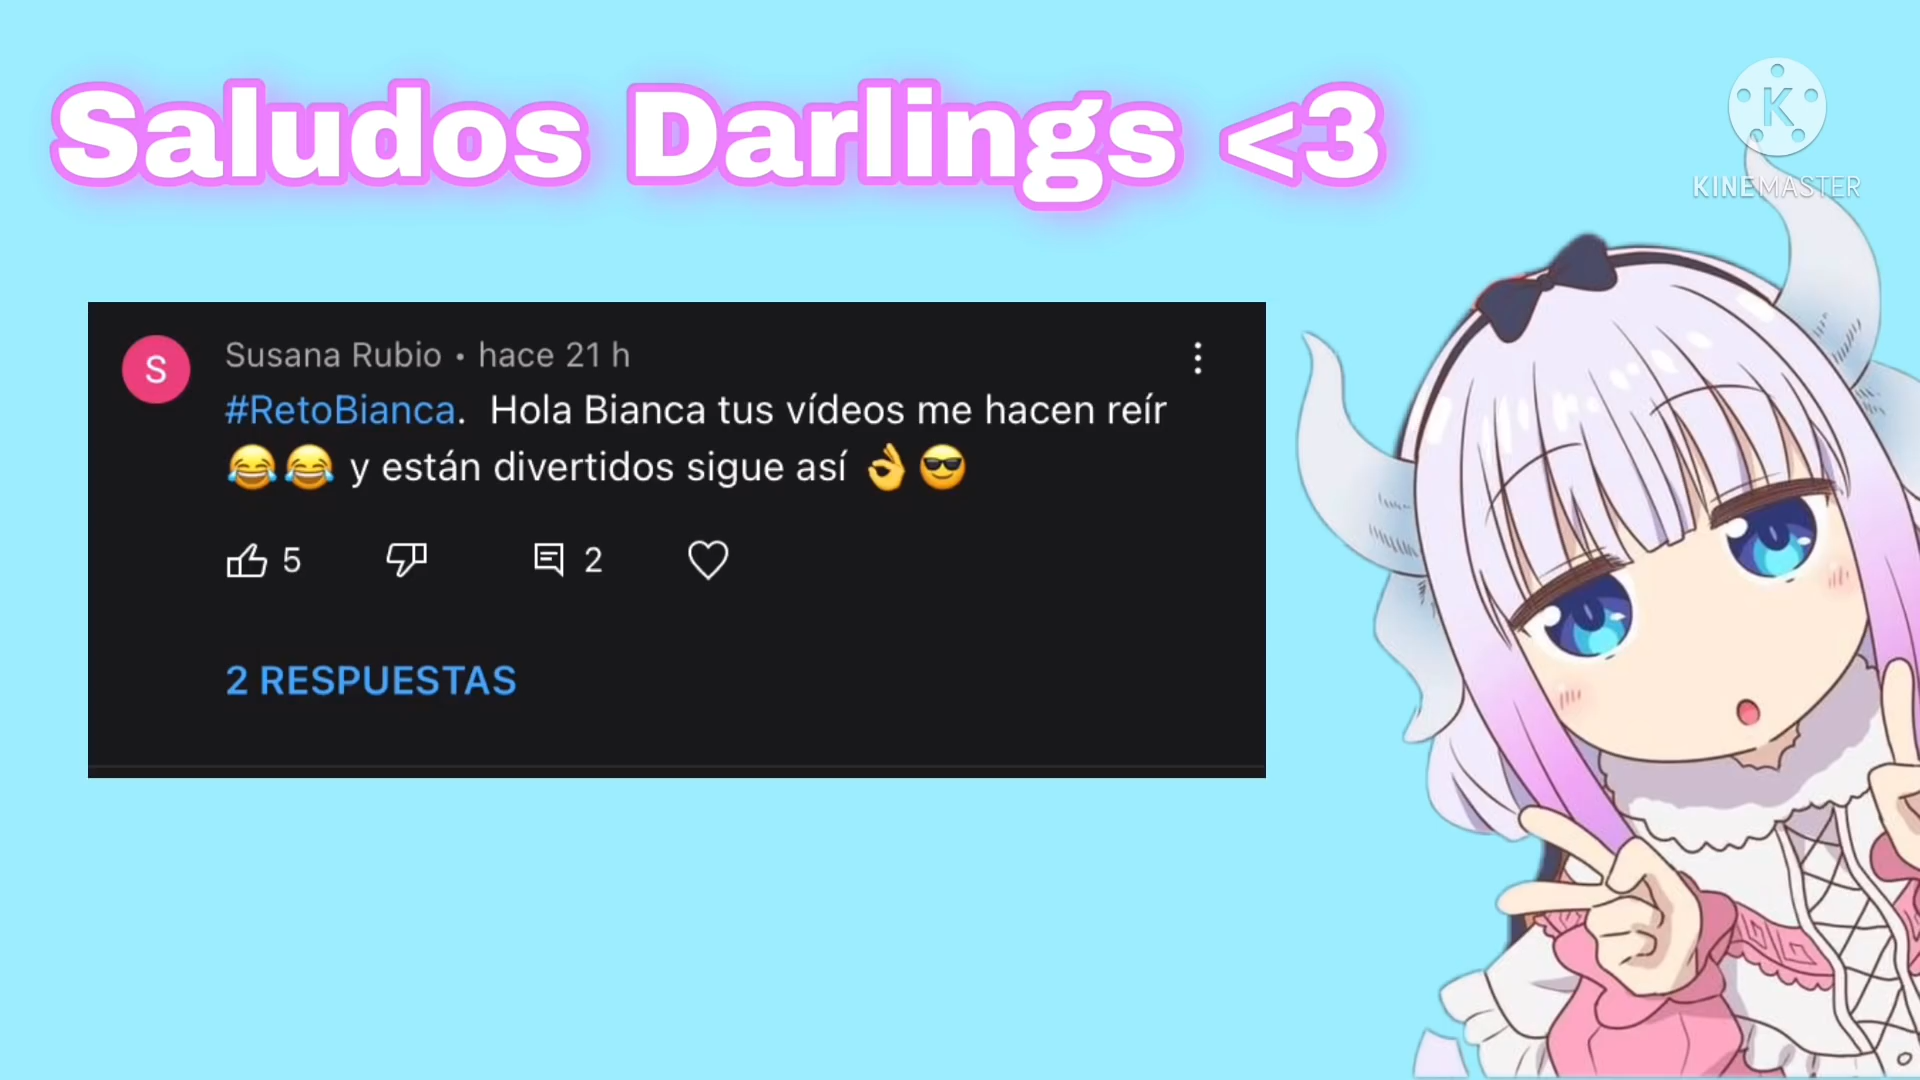 Saludos Darlings <3
K
KINEMASTER
S
Susana Rubio • hace 21 h
#RetoBianca. Hola Bianca tus vídeos me hacen reír
😂😂 y están divertidos sigue así 👌😎
5 2
2 RESPUESTAS